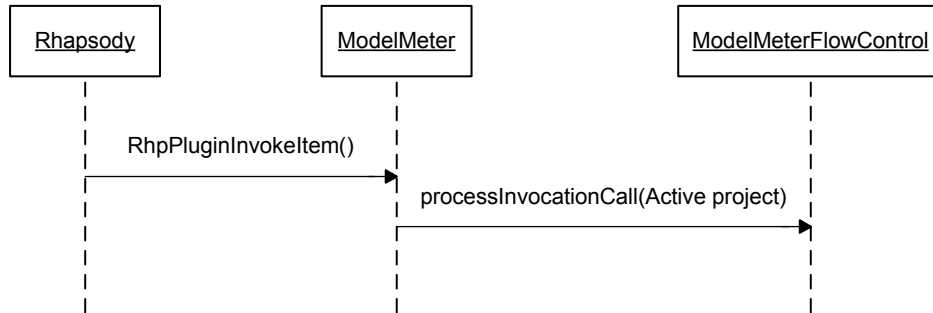 Rhapsody
ModelMeter
ModelMeterFlowControl
RhpPluginInvokeItem()
processInvocationCall(Active project)